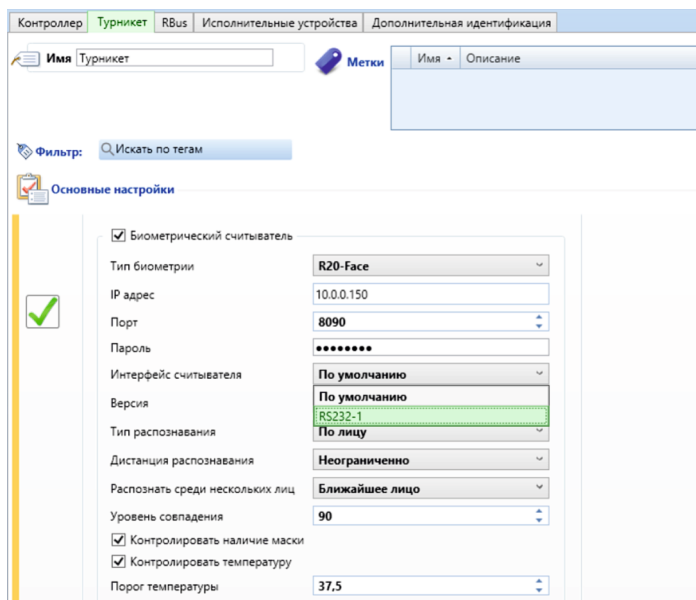 Контроллер Турникет RBus Исполнительные устройства Дополнительная идентификация
Имя Турникет Метки Имя Описание
Фильтр: Искать по тегам
Основные настройки
Биометрический считыватель
Тип биометрии R20-Face
IP адрес 10.0.0.150
Порт 8090
Пароль ●●●●●●●●
Интерфейс считывателя По умолчанию
По умолчанию
Версия
RS232-1
Тип распознавания По лицу
Дистанция распознавания Неограниченно
Распознать среди нескольких лиц Ближайшее лицо
Уровень совпадения 90
Контролировать наличие маски
Контролировать температуру
Порог температуры 37,5